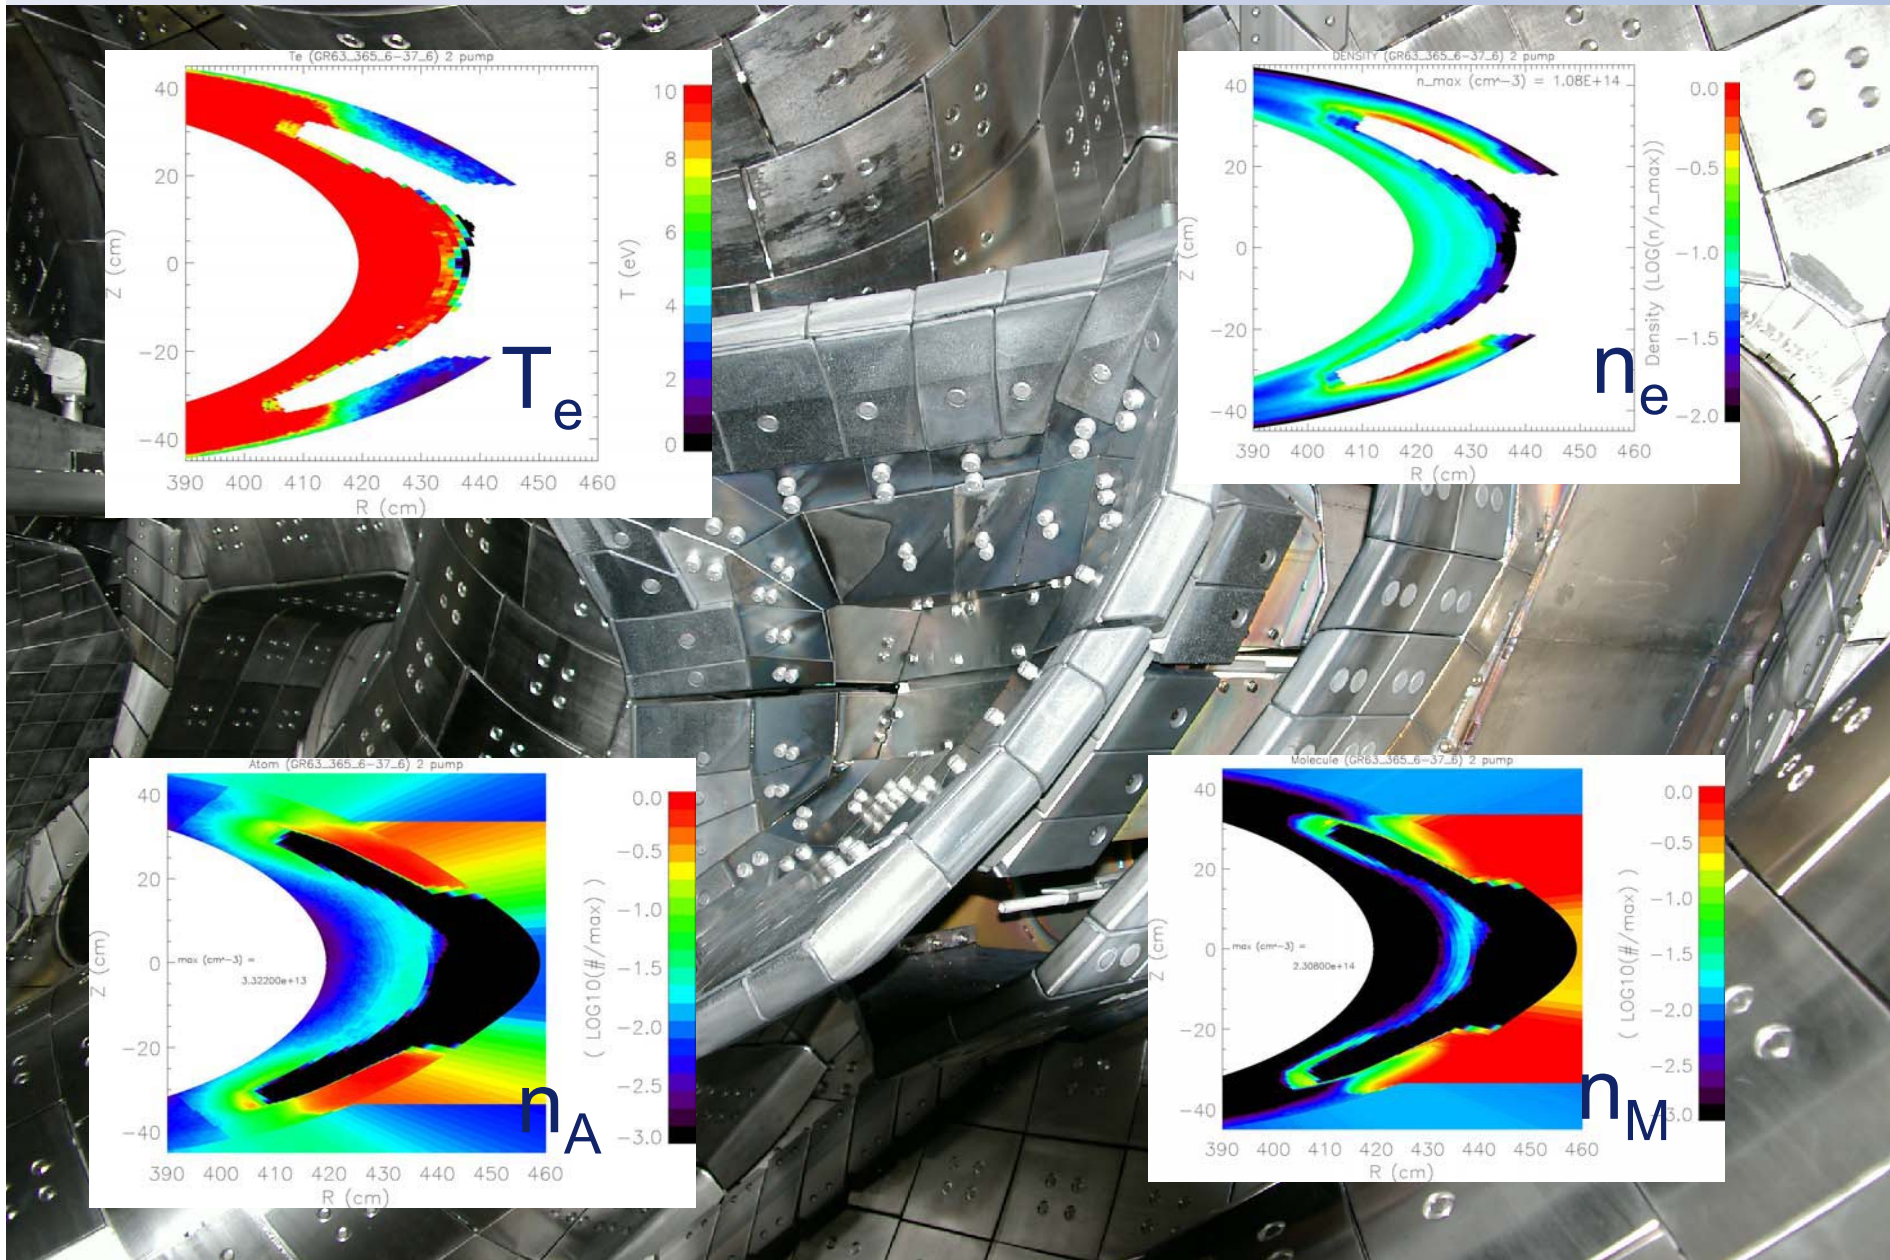 Te (GR63_365_6-37_6) 2 pump
40
20
0
-20
-40
Z (cm)
390 400 410 420 430 440 450 460
R (cm)
10
8
6
4
2
0
T (eV)
Te
DENSITY (GR63_365_6-37_6) 2 pump
n_max (cm^-3) = 1.08E+14
40
20
0
-20
-40
Z (cm)
390 400 410 420 430 440 450 460
R (cm)
0.0
-0.5
-1.0
-1.5
-2.0
Density (LOG(n/n_max))
ne
Atom (GR63_365_6-37_6) 2 pump
40
20
0
-20
-40
Z (cm)
max (cm^-3) =
3.32200e+13
390 400 410 420 430 440 450 460
R (cm)
0.0
-0.5
-1.0
-1.5
-2.0
-2.5
-3.0
( LOG10(#/max) )
nA
Molecule (GR63_365_6-37_6) 2 pump
40
20
0
-20
-40
Z (cm)
max (cm^-3) =
2.30800e+14
390 400 410 420 430 440 450 460
R (cm)
0.0
-0.5
-1.0
-1.5
-2.0
-2.5
-3.0
( LOG10(#/max) )
nM